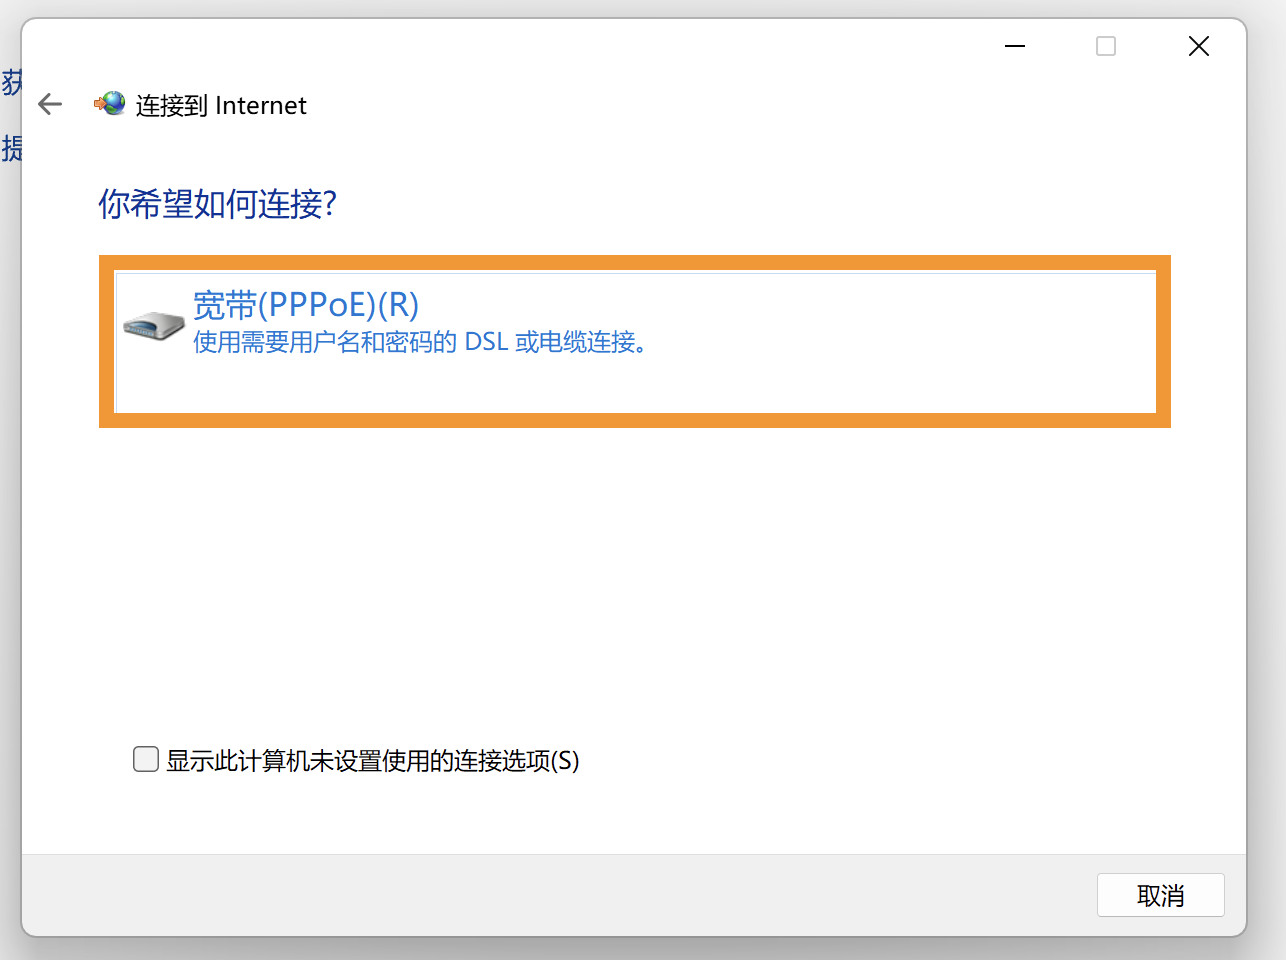 获
提
连接到 Internet
你希望如何连接?
宽带(PPPoE)(R)
使用需要用户名和密码的 DSL 或电缆连接。
显示此计算机未设置使用的连接选项(S)
取消